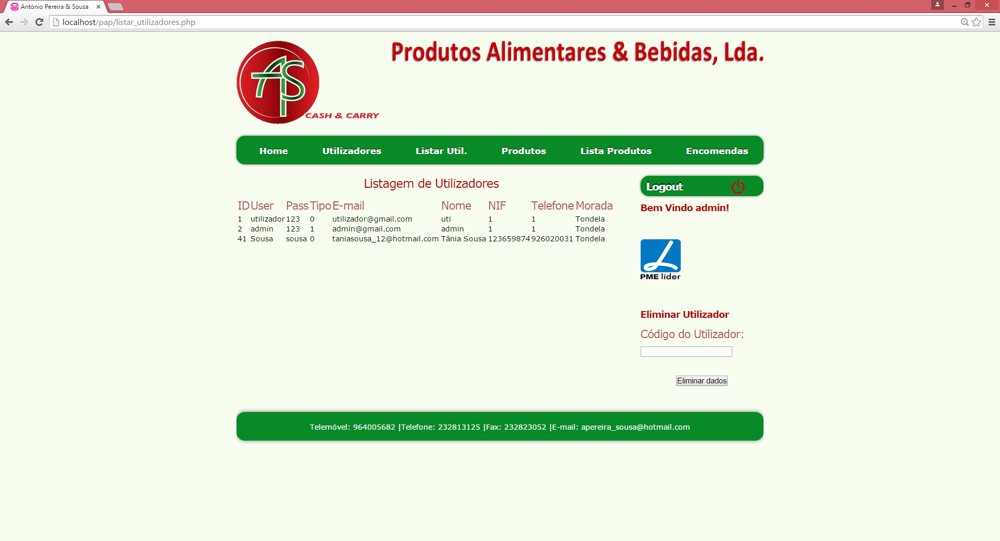 António Pereira & Sousa
localhost/pap/listar_utilizadores.php
Produtos Alimentares & Bebidas, Lda.
APS
CASH & CARRY
Home Utilizadores Listar Util. Produtos Lista Produtos Encomendas
Listagem de Utilizadores
ID User Pass Tipo E-mail Nome NIF Telefone Morada
1 utilizador 123 0 utilizador@gmail.com uti 1 1 Tondela
2 admin 123 1 admin@gmail.com admin 1 1 Tondela
41 Sousa sousa 0 taniasousa_12@hotmail.com Tânia Sousa 123659874 926020031 Tondela
Logout
Bem Vindo admin!
L
PME líder
Eliminar Utilizador
Código do Utilizador:
Eliminar dados
Telemóvel: 964005682 |Telefone: 232813125 |Fax: 232823052 |E-mail: apereira_sousa@hotmail.com